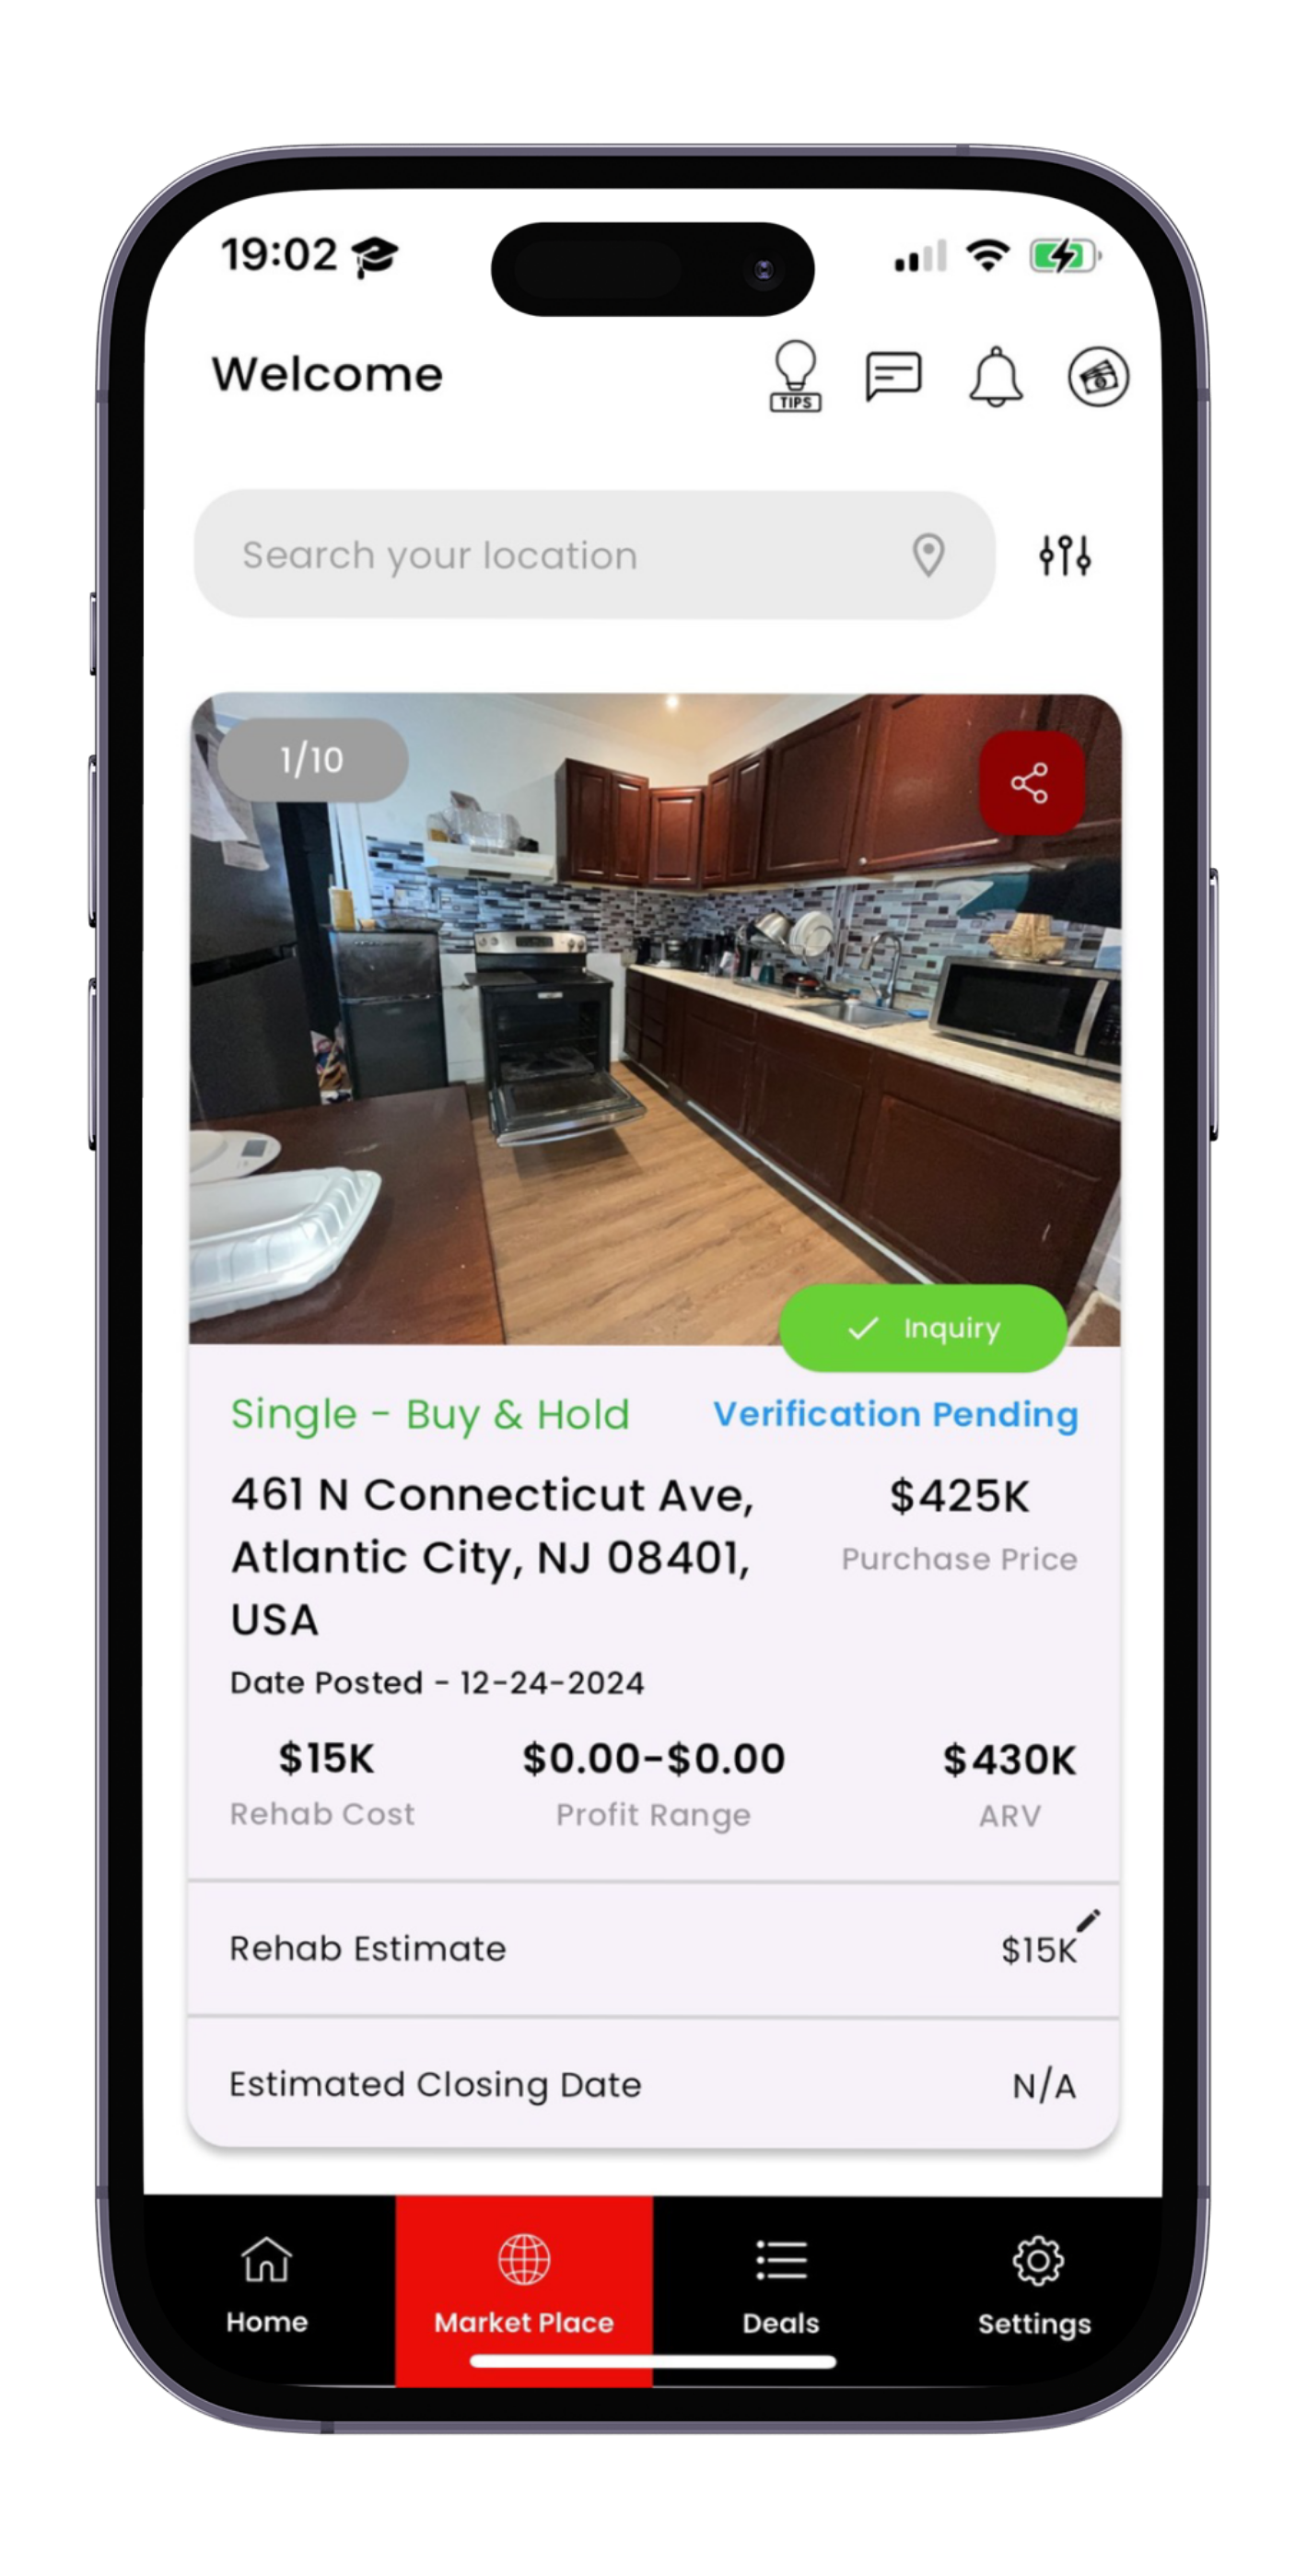 19:02
Welcome
TIPS
Search your location
1/10
Inquiry
Single - Buy & Hold
Verification Pending
461 N Connecticut Ave,
Atlantic City, NJ 08401,
USA
$425K
Purchase Price
Date Posted - 12-24-2024
$15K
Rehab Cost
$0.00-$0.00
Profit Range
$430K
ARV
Rehab Estimate
$15K
Estimated Closing Date
N/A
Home
Market Place
Deals
Settings